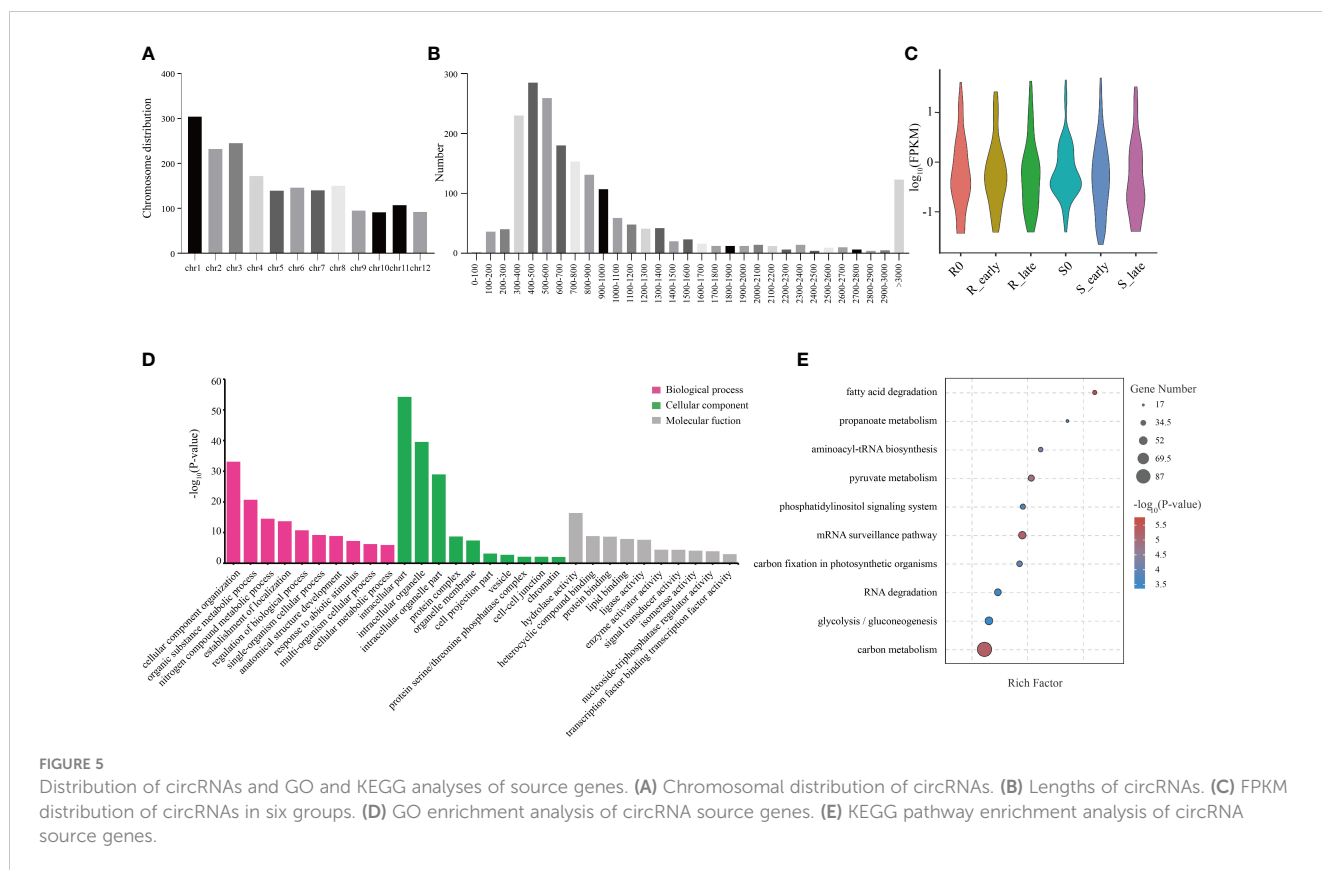 A
400
300
200
100
0
Chromosome distribution
chr1 chr2 chr3 chr4 chr5 chr6 chr7 chr8 chr9 chr10 chr11 chr12
B
300
200
100
0
Number
0-100
100-200
200-300
300-400
400-500
500-600
600-700
700-800
800-900
900-1000
1000-1100
1100-1200
1200-1300
1300-1400
1400-1500
1500-1600
1600-1700
1700-1800
1800-1900
1900-2000
2000-2100
2100-2200
2200-2300
2300-2400
2400-2500
2500-2600
2600-2700
2700-2800
2800-2900
2900-3000
>3000
C
1
0
-1
log10(FPKM)
R0
R_early
R_late
S0
S_early
S_late
D
60
50
40
30
20
10
0
-log10(P-value)
Biological process
Cellular component
Molecular fuction
cellular component organization
organic substance metabolic process
nitrogen compound metabolic process
establishment of localization
regulation of biological process
single-organism cellular process
anatomical structure development
response to abiotic stimulus
multi-organism cellular process
cellular metabolic process
intracellular part
intracellular organelle
intracellular organelle part
protein complex
organelle membrane
cell projection part
vesicle
protein serine/threonine phosphatase complex
cell-cell junction
chromatin
hydrolase activity
heterocyclic compound binding
protein binding
lipid binding
ligase activity
enzyme activator activity
signal transducer activity
isomerase activity
nucleoside-triphosphatase regulator activity
transcription factor binding transcription factor activity
E
fatty acid degradation
propanoate metabolism
aminoacyl-tRNA biosynthesis
pyruvate metabolism
phosphatidylinositol signaling system
mRNA surveillance pathway
carbon fixation in photosynthetic organisms
RNA degradation
glycolysis / gluconeogenesis
carbon metabolism
Rich Factor
Gene Number
17
34.5
52
69.5
87
-log10(P-value)
5.5
5
4.5
4
3.5
FIGURE 5
Distribution of circRNAs and GO and KEGG analyses of source genes. (A) Chromosomal distribution of circRNAs. (B) Lengths of circRNAs. (C) FPKM
distribution of circRNAs in six groups. (D) GO enrichment analysis of circRNA source genes. (E) KEGG pathway enrichment analysis of circRNA
source genes.